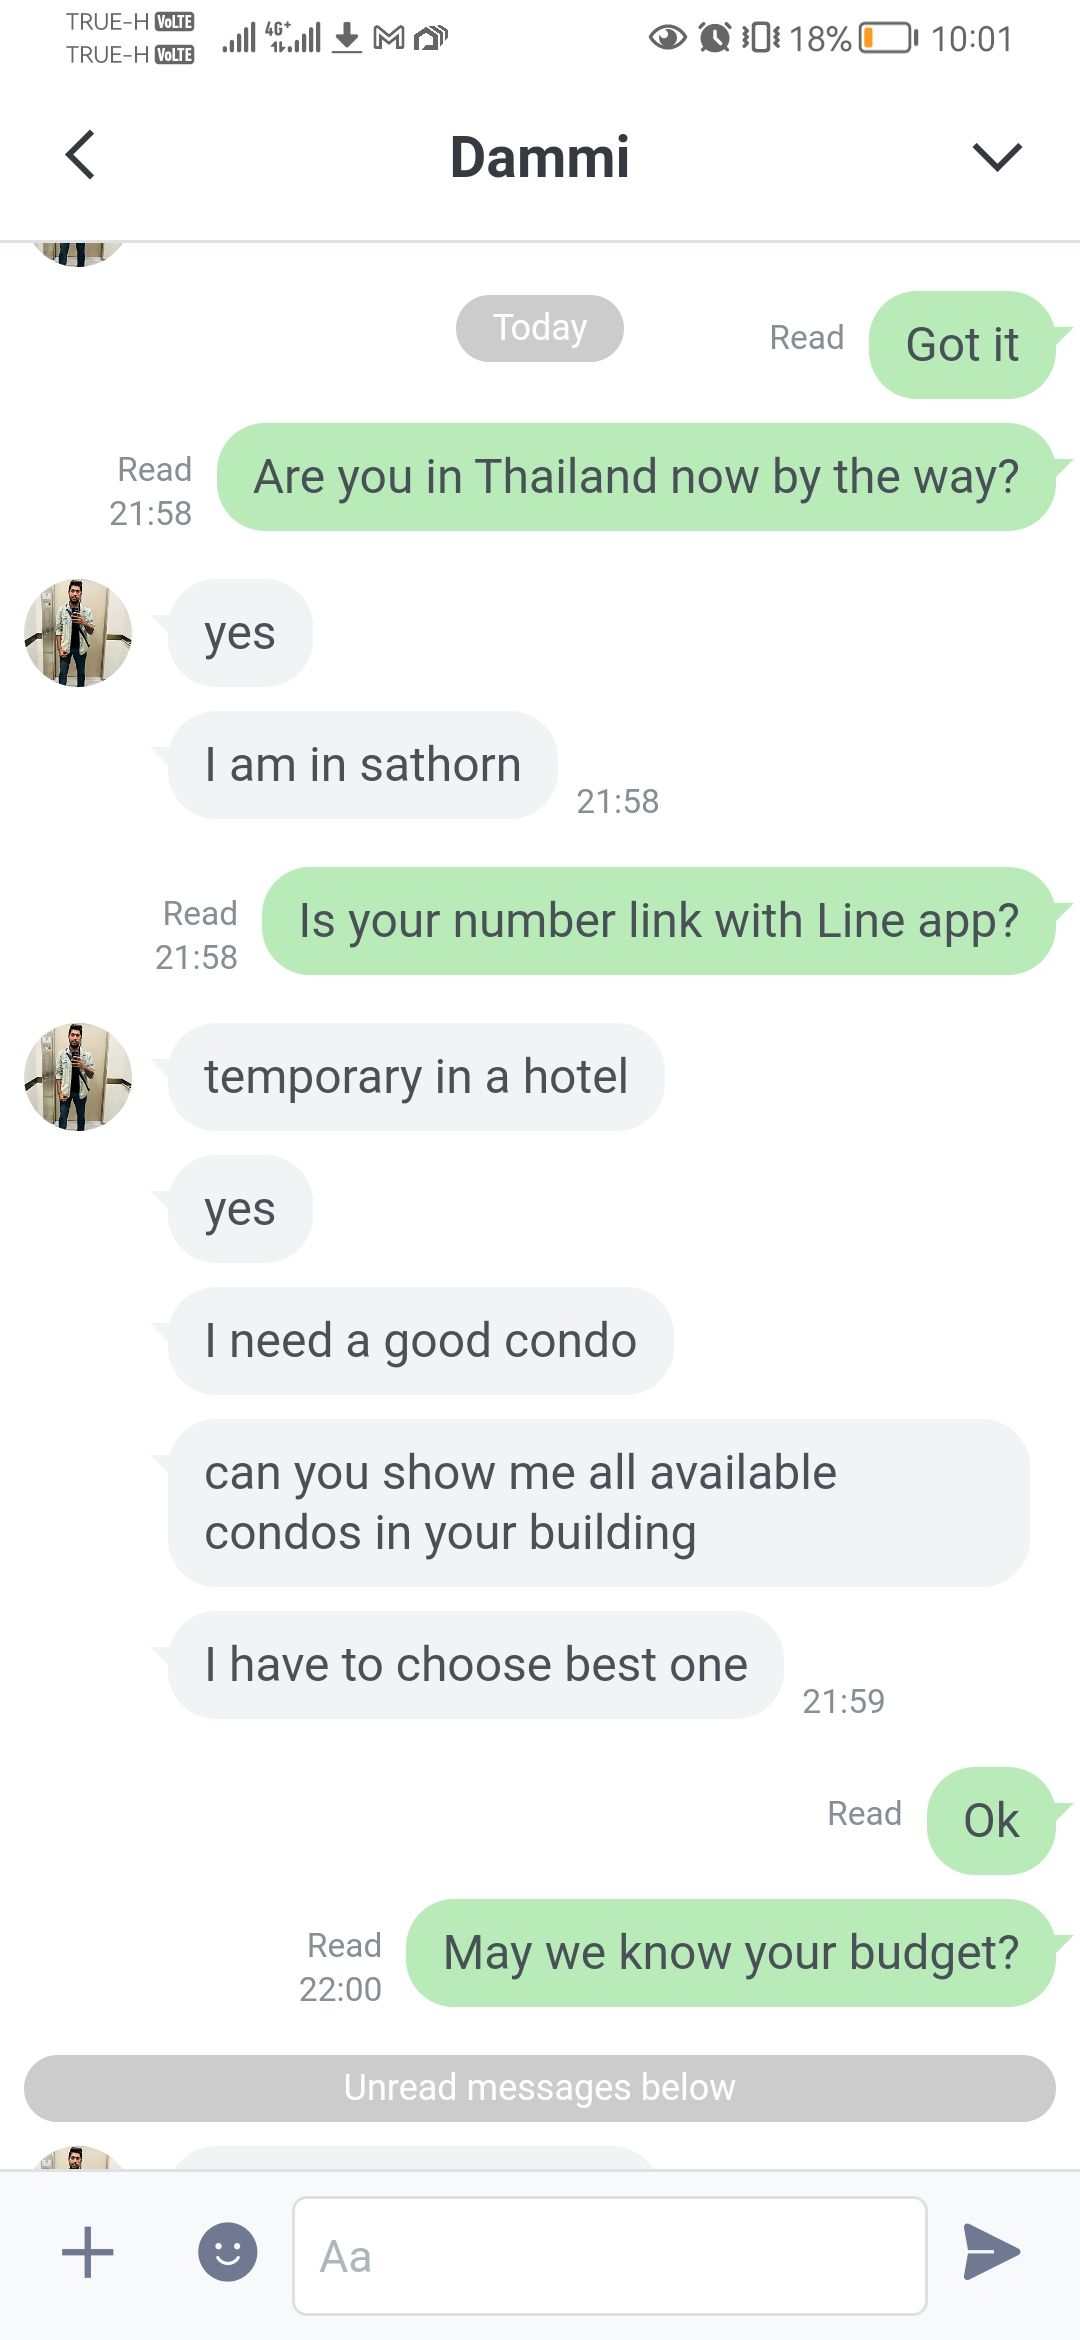 TRUE-H VoLTE
TRUE-H VoLTE
4G+
18%
10:01
Dammi
Today
Read
Got it
Read
21:58
Are you in Thailand now by the way?
yes
I am in sathorn
21:58
Read
21:58
Is your number link with Line app?
temporary in a hotel
yes
I need a good condo
can you show me all available
condos in your building
I have to choose best one
21:59
Read
Ok
Read
22:00
May we know your budget?
Unread messages below
Aa